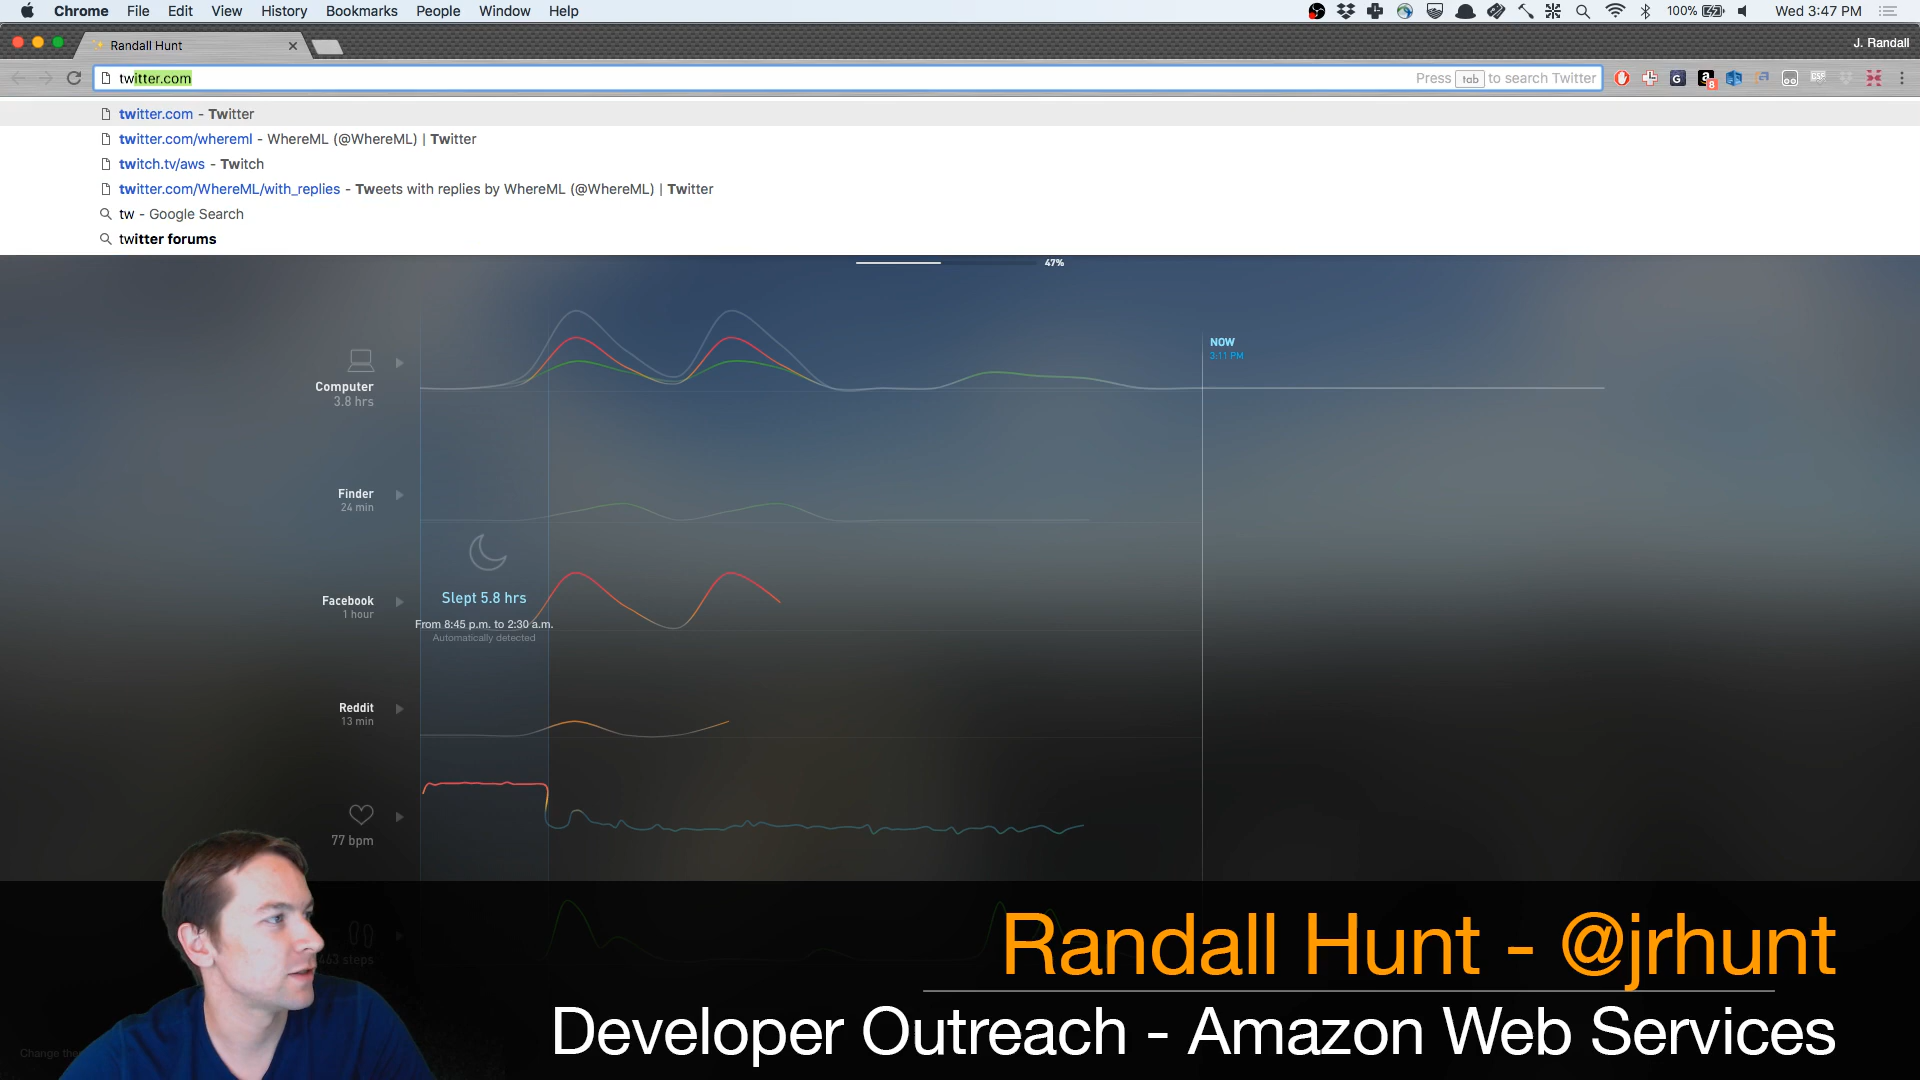 Chrome File Edit View History Bookmarks People Window Help 100% Wed 3:47 PM
Randall Hunt
J. Randall
twitter.com Press tab to search Twitter
G a 8 CSP
twitter.com - Twitter
twitter.com/whereml - WhereML (@WhereML) | Twitter
twitch.tv/aws - Twitch
twitter.com/WhereML/with_replies - Tweets with replies by WhereML (@WhereML) | Twitter
tw - Google Search
twitter forums
47%
NOW
3:11 PM
Computer
3.8 hrs
Finder
24 min
Slept 5.8 hrs
Facebook
1 hour
From 8:45 p.m. to 2:30 a.m.
Automatically detected
Reddit
13 min
77 bpm
Randall Hunt - @jrhunt
steps
Developer Outreach - Amazon Web Services
Change